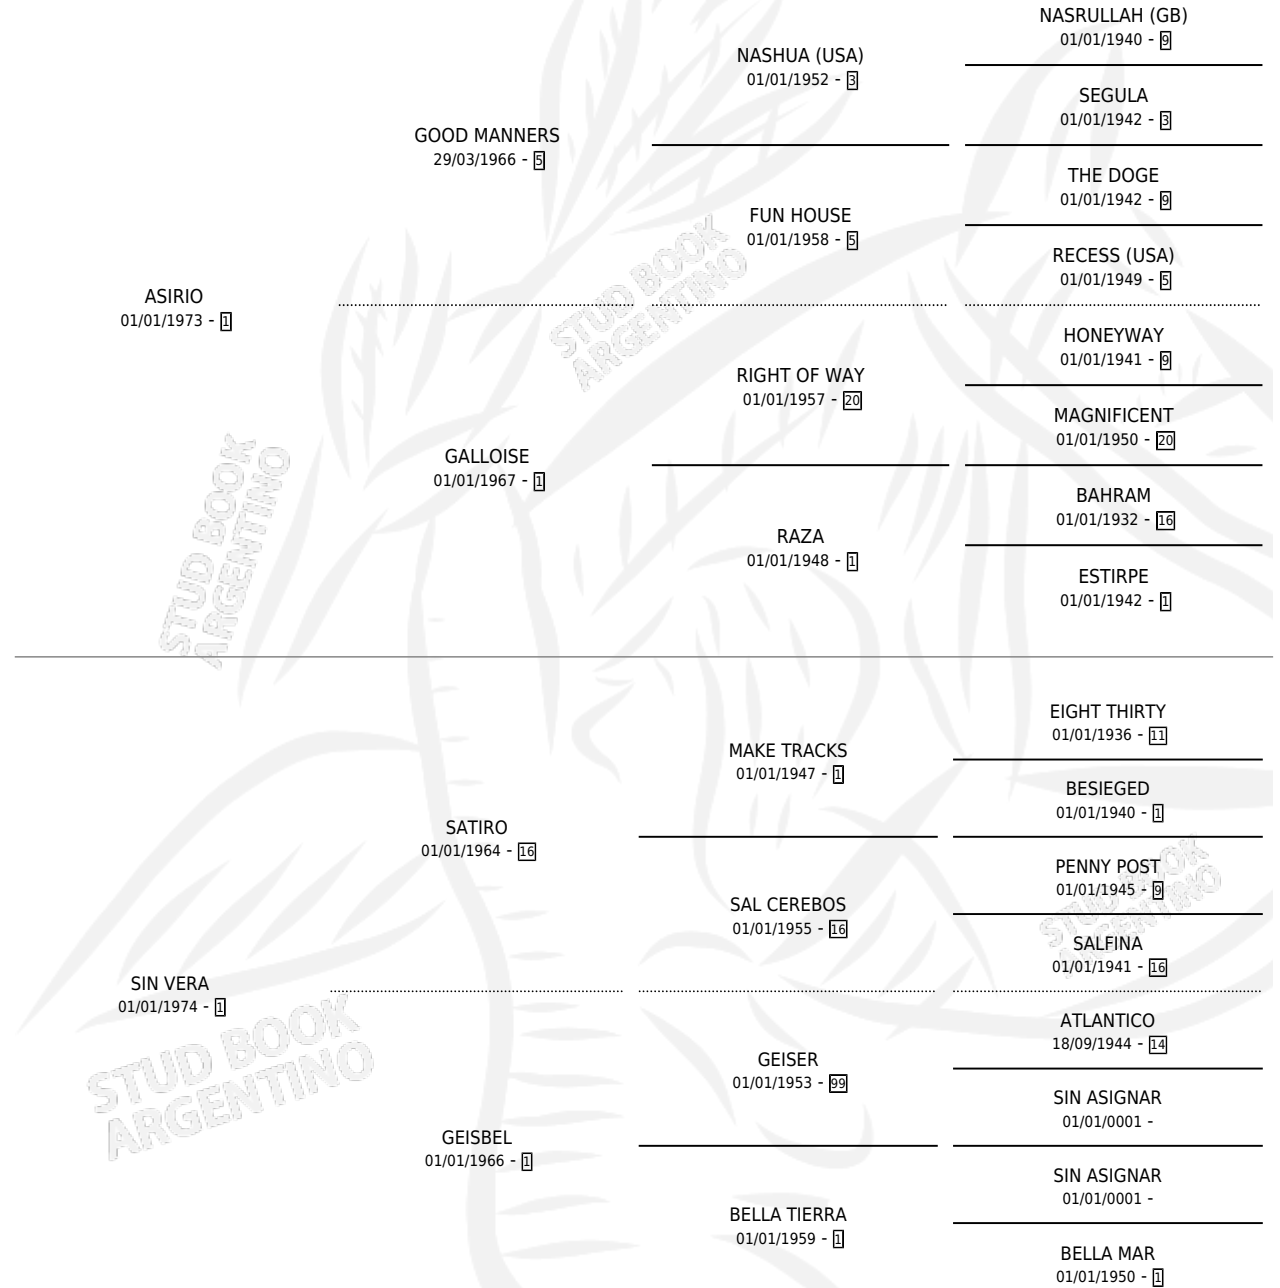 NASRULLAH (GB)
01/01/1940 - 9
NASHUA (USA)
01/01/1952 - 3
SEGULA
01/01/1942 - 3
GOOD MANNERS
29/03/1966 - 5
THE DOGE
01/01/1942 - 9
FUN HOUSE
01/01/1958 - 5
RECESS (USA)
01/01/1949 - 5
ASIRIO
01/01/1973 - 1
HONEYWAY
01/01/1941 - 9
RIGHT OF WAY
01/01/1957 - 20
MAGNIFICENT
01/01/1950 - 20
GALLOISE
01/01/1967 - 1
BAHRAM
01/01/1932 - 16
RAZA
01/01/1948 - 1
ESTIRPE
01/01/1942 - 1
EIGHT THIRTY
01/01/1936 - 11
MAKE TRACKS
01/01/1947 - 1
BESIEGED
01/01/1940 - 1
SATIRO
01/01/1964 - 16
PENNY POST
01/01/1945 - 9
SAL CEREBOS
01/01/1955 - 16
SALFINA
01/01/1941 - 16
SIN VERA
01/01/1974 - 1
ATLANTICO
18/09/1944 - 14
GEISER
01/01/1953 - 99
SIN ASIGNAR
01/01/0001 -
GEISBEL
01/01/1966 - 1
SIN ASIGNAR
01/01/0001 -
BELLA TIERRA
01/01/1959 - 1
BELLA MAR
01/01/1950 - 1
STUD BOOK
ARGENTINO
STUD BOOK
ARGENTINO
STUD BOOK
ARGENTINO
STUD BOOK
ARGENTINO